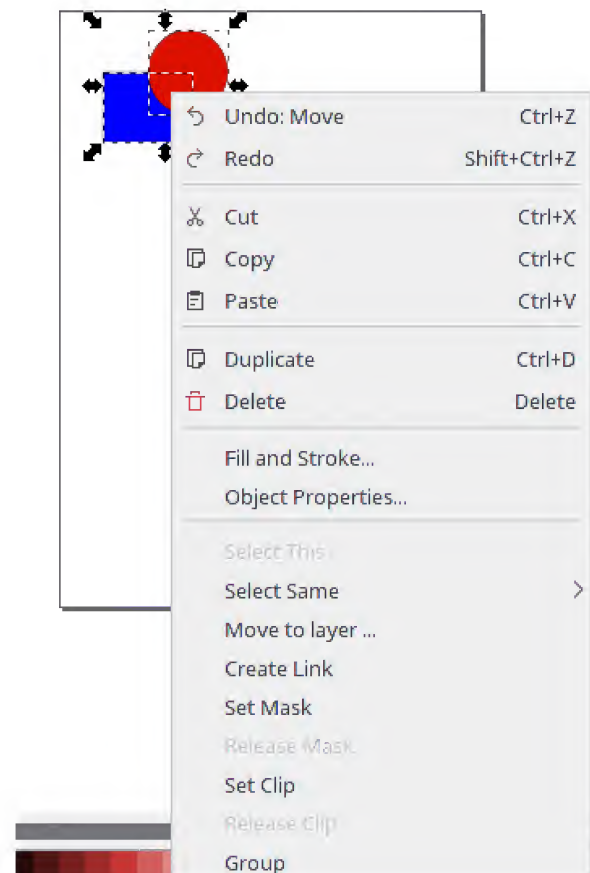 Undo: Move Ctrl+Z
Redo Shift+Ctrl+Z
Cut Ctrl+X
Copy Ctrl+C
Paste Ctrl+V
Duplicate Ctrl+D
Delete Delete
Fill and Stroke...
Object Properties...
Select This
Select Same
Move to layer ...
Create Link
Set Mask
Release Mask
Set Clip
Release Clip
Group